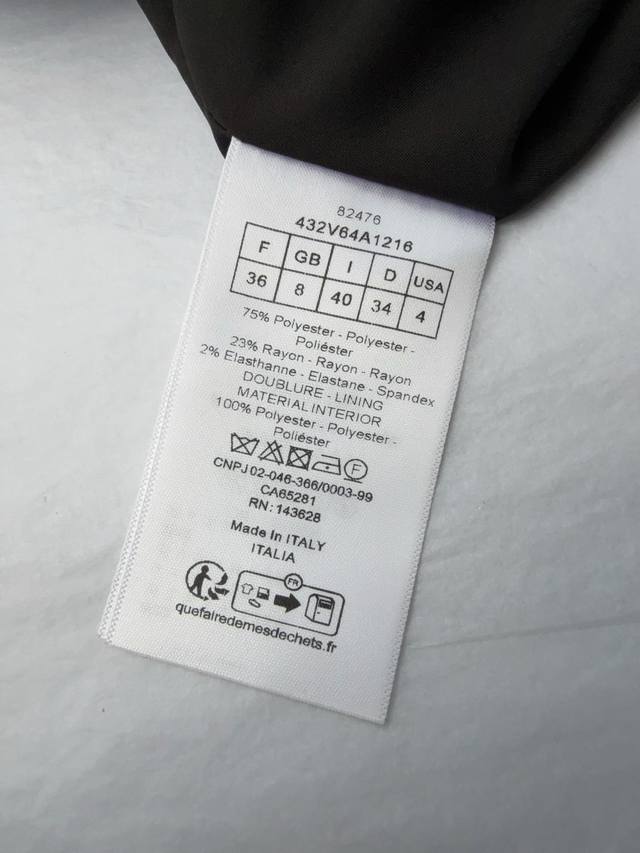 82476
432V64A1216
F GB I D USA
36 8 40 34 4
75% Polyester - Polyester -
Poliéster
23% Rayon - Rayon - Rayon
2% Elasthanne - Elastane - Spandex
DOUBLURE - LINING
MATERIAL INTERIOR
100% Polyester - Polyester -
Poliéster
F
CNPJ 02-046-366/0003-99
CA65281
RN: 143628
Made In ITALY
ITALIA
FR
quefairedemesdechets.fr